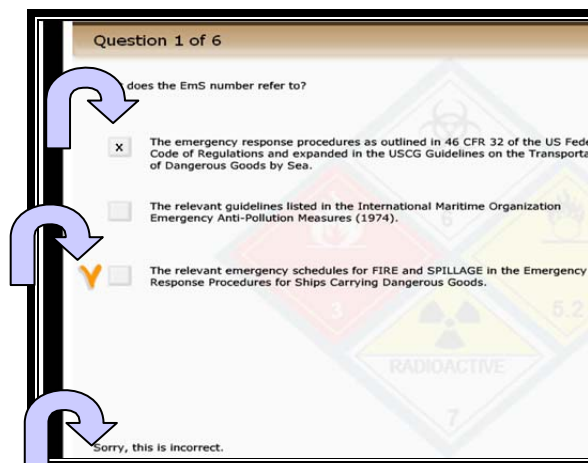 Question 1 of 6
does the EmS number refer to?
x
The emergency response procedures as outlined in 46 CFR 32 of the US Fede
Code of Regulations and expanded in the USCG Guidelines on the Transporta
of Dangerous Goods by Sea.
The relevant guidelines listed in the International Maritime Organization
Emergency Anti-Pollution Measures (1974).
6
The relevant emergency schedules for FIRE and SPILLAGE in the Emergency
Response Procedures for Ships Carrying Dangerous Goods.
3
5.2
RADIOACTIVE
7
Sorry, this is incorrect.